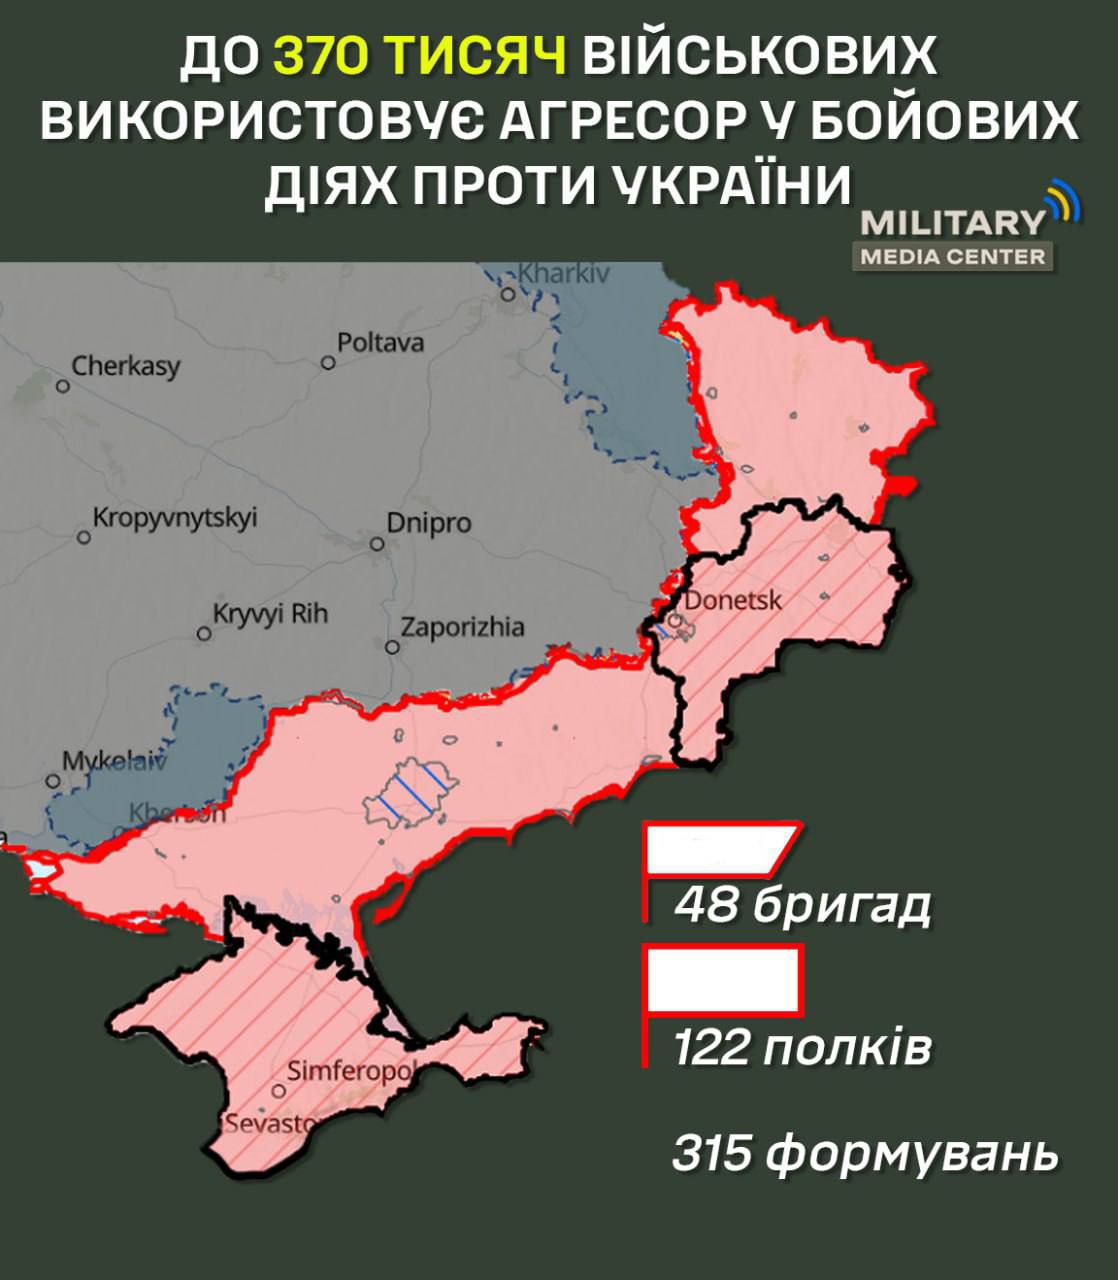 ДО 370 ТИСЯЧ ВІЙСЬКОВИХ
ВИКОРИСТОВУЄ АГРЕСОР У БОЙОВИХ
ДІЯХ ПРОТИ УКРАЇНИ
MILITARY
MEDIA CENTER
Kharkiv
Poltava
Cherkasy
Kropyvnytskyi
Dnipro
Donetsk
Kryvyi Rih
Zaporizhia
Mykolaiv
Kherson
48 бригад
122 полків
Simferopol
Sevasto
315 формувань